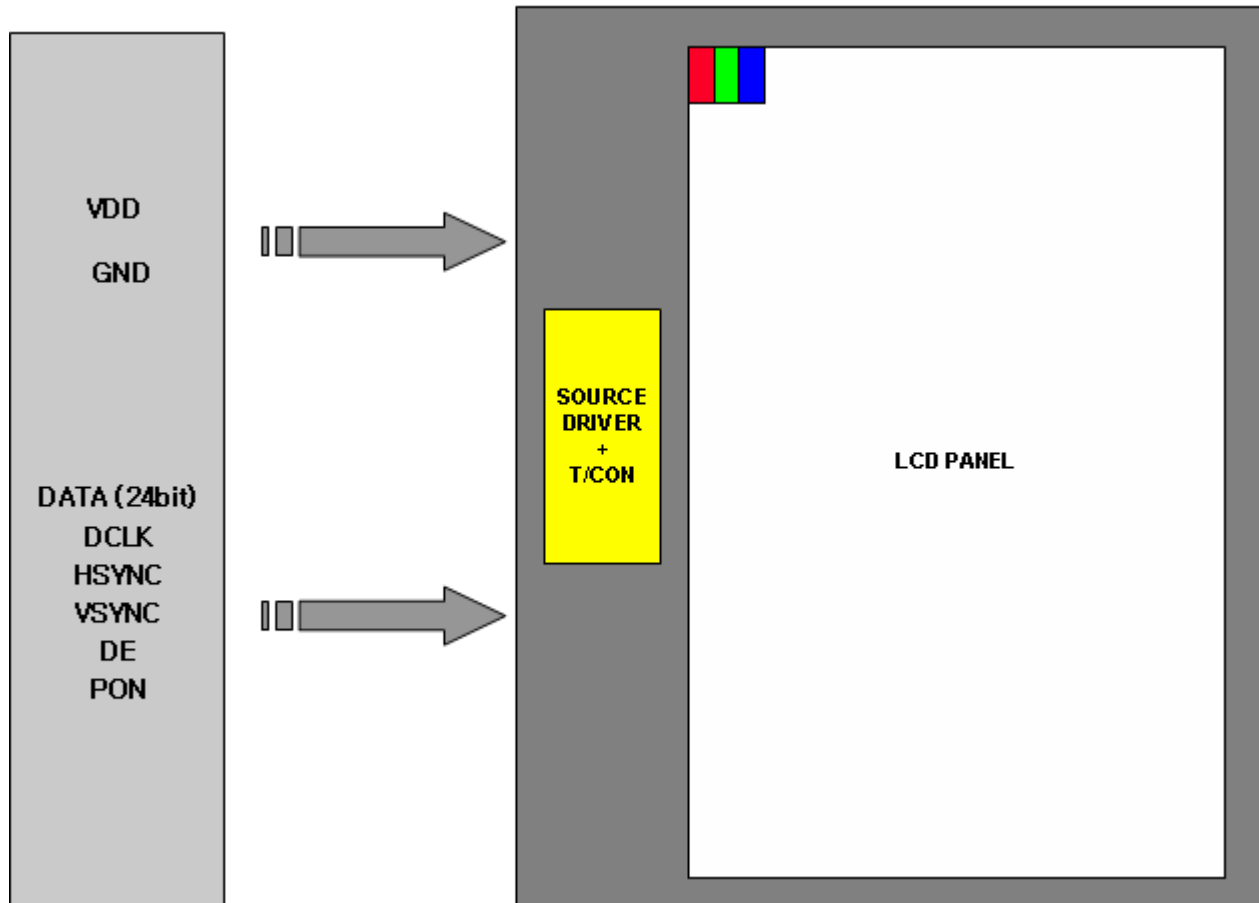 VDD
GND
DATA (24bit)
DCLK
HSYNC
VSYNC
DE
PON
SOURCE
DRIVER
+
T/CON
LCD PANEL